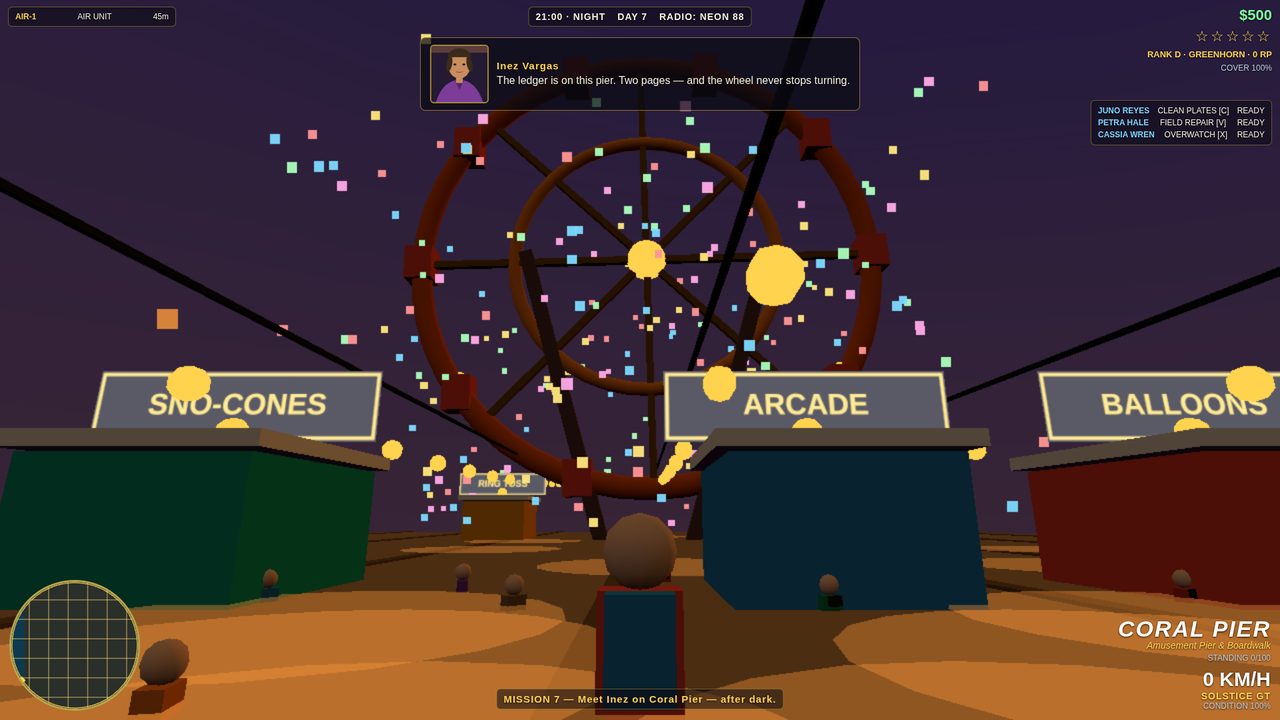 AIR-1 AIR UNIT 45m
21:00 · NIGHT DAY 7 RADIO: NEON 88
$500
☆☆☆☆☆
RANK D · GREENHORN · 0 RP
COVER 100%
Inez Vargas
The ledger is on this pier. Two pages — and the wheel never stops turning.
JUNO REYES CLEAN PLATES [C] READY
PETRA HALE FIELD REPAIR [V] READY
CASSIA WREN OVERWATCH [X] READY
SNO-CONES
ARCADE
BALLOONS
RING TOSS
CORAL PIER
Amusement Pier & Boardwalk
STANDING 0/100
0 KM/H
SOLSTICE GT
CONDITION 100%
MISSION 7 — Meet Inez on Coral Pier — after dark.